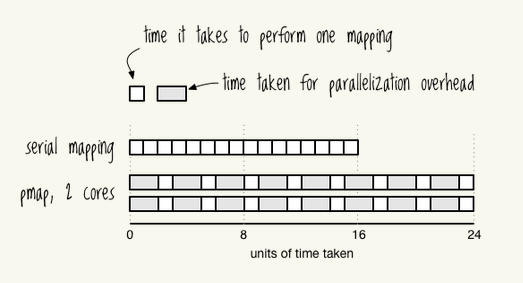 time it takes to perform one mapping
time taken for parallelization overhead
serial mapping
pmap, 2 cores
0 8 16 24
units of time taken